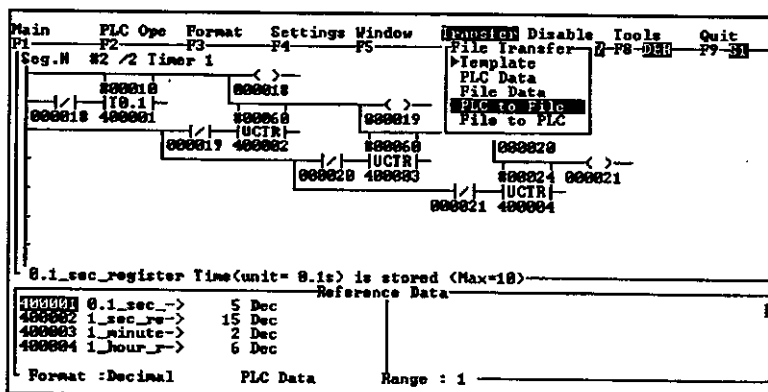 Main PLC Ope Format Settings Window Transfer Disable Tools Quit
F1 F2 F3 F4 F5 F8 F9
Seg.N #2 /2 Timer 1
File Transfer
Template
PLC Data
File Data
PLC to File
File to PLC
#00010 000018
T0.1
000018 400001 #00060 000019
UCTR
000019 400002 #00060 000020
UCTR
000020 400003 #00024 000021
UCTR
000021 400004
0.1_sec_register Time(unit= 0.1s) is stored (Max=10)
Reference Data
400001 0.1_sec_-> 5 Dec
400002 1_sec_re-> 15 Dec
400003 1_minute-> 2 Dec
400004 1_hour_r-> 6 Dec
Format :Decimal PLC Data Range : 1